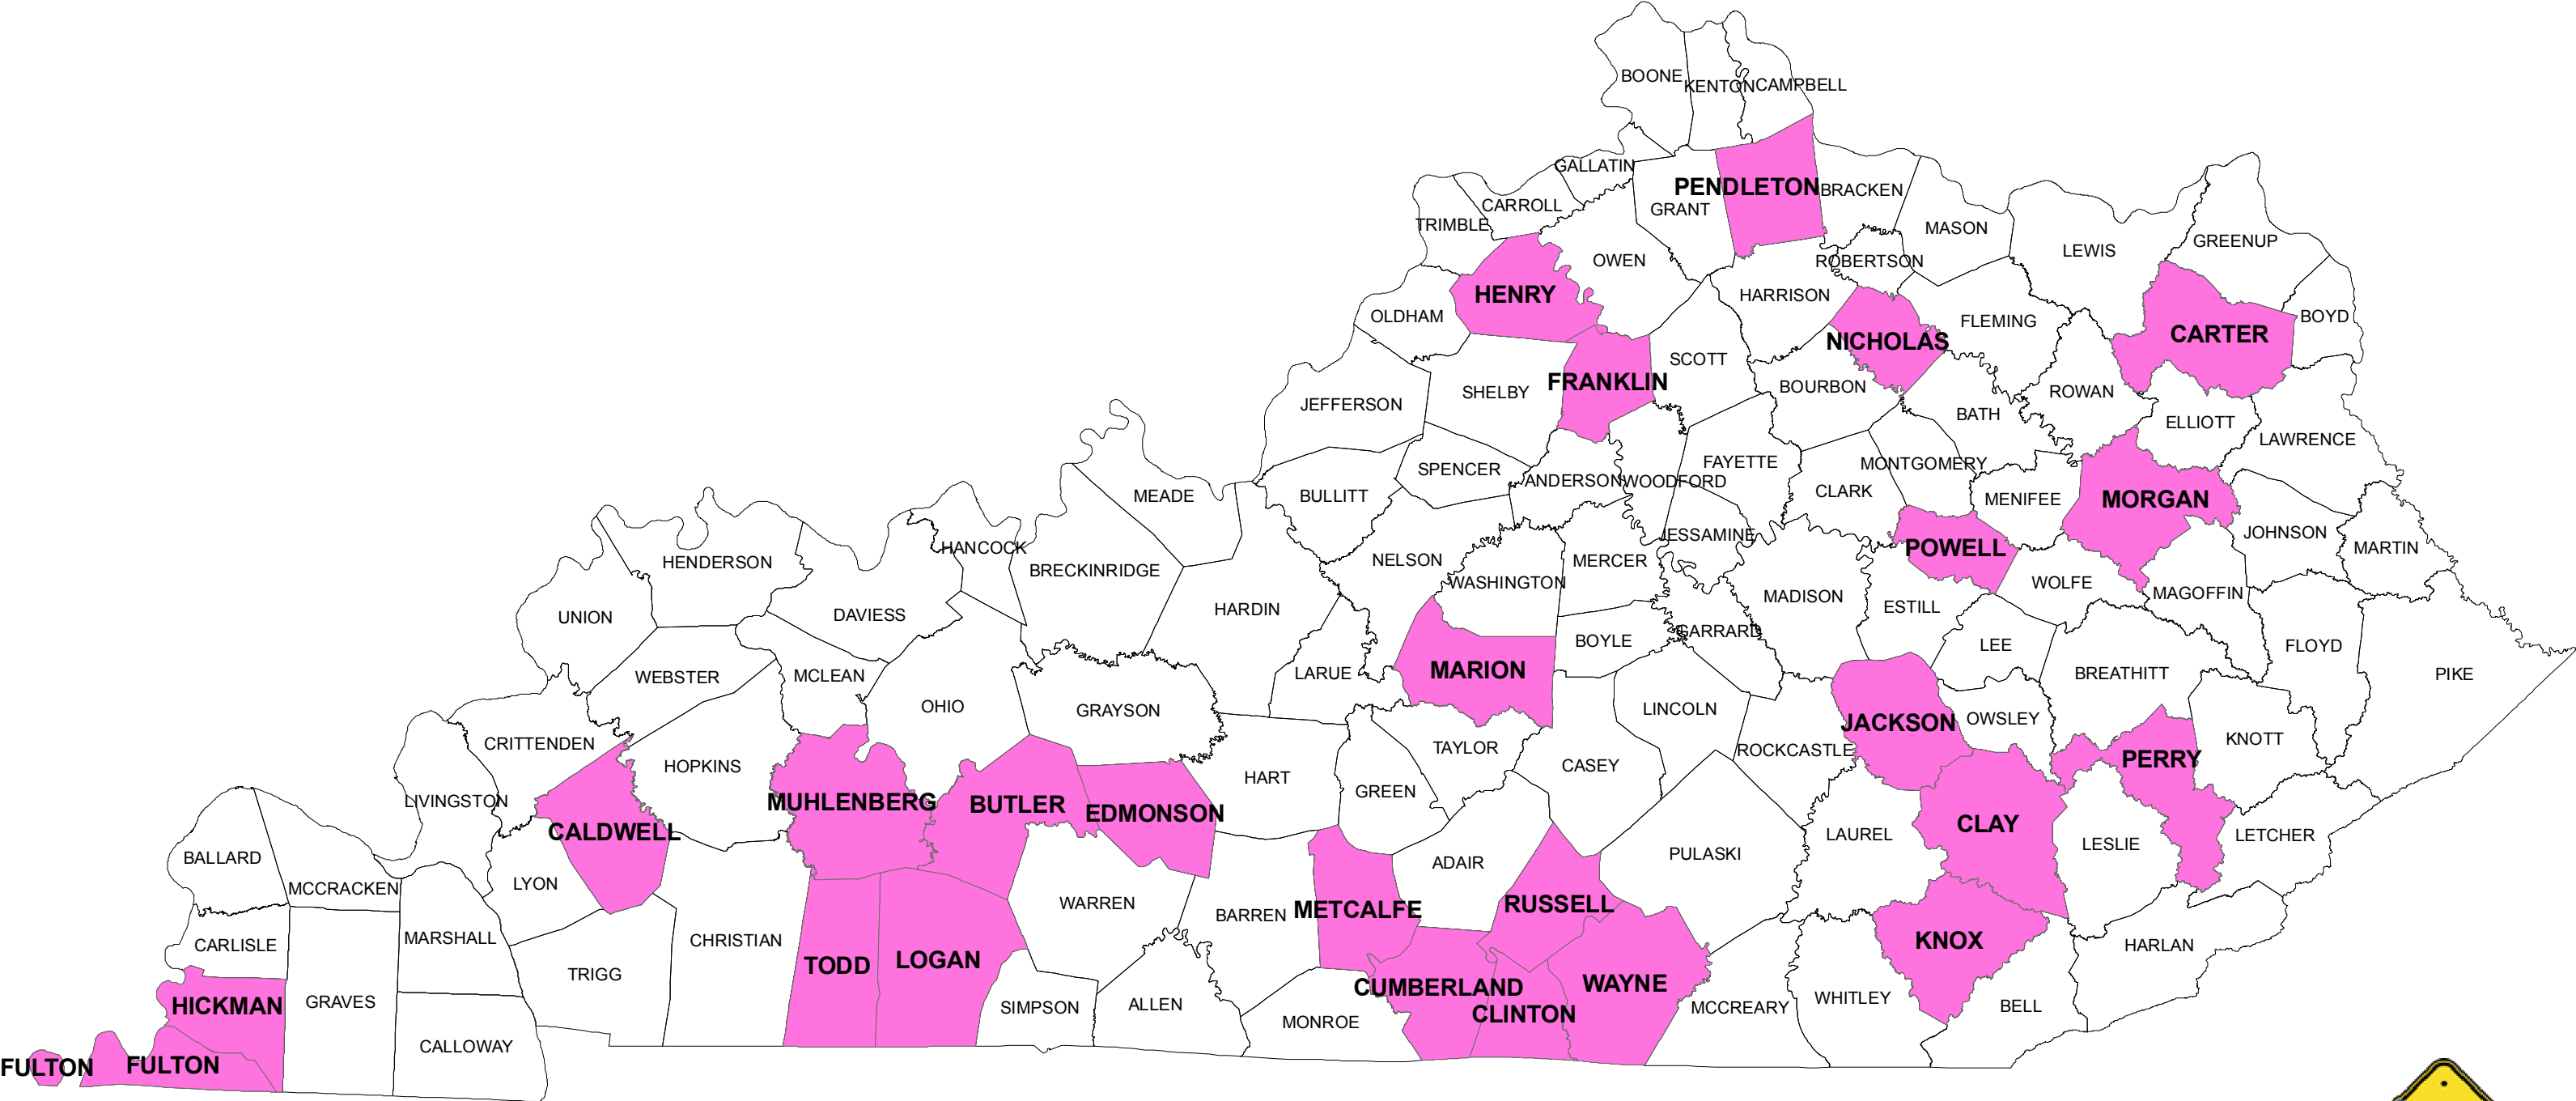 BOONE
KENTON
CAMPBELL
GALLATIN
PENDLETON
BRACKEN
CARROLL
GRANT
TRIMBLE
MASON
GREENUP
LEWIS
OWEN
ROBERTSON
HENRY
HARRISON
OLDHAM
BOYD
FLEMING
CARTER
NICHOLAS
SCOTT
FRANKLIN
BOURBON
SHELBY
ROWAN
JEFFERSON
BATH
ELLIOTT
LAWRENCE
FAYETTE
MONTGOMERY
SPENCER
ANDERSON
WOODFORD
CLARK
MEADE
BULLITT
MENIFEE
MORGAN
JOHNSON
JESSAMINE
HANCOCK
POWELL
MARTIN
NELSON
MERCER
HENDERSON
BRECKINRIDGE
WASHINGTON
WOLFE
MAGOFFIN
MADISON
ESTILL
HARDIN
DAVIESS
UNION
GARRARD
BOYLE
LEE
FLOYD
MARION
LARUE
BREATHITT
PIKE
WEBSTER
MCLEAN
OHIO
GRAYSON
LINCOLN
OWSLEY
JACKSON
KNOTT
CRITTENDEN
TAYLOR
ROCKCASTLE
PERRY
HOPKINS
CASEY
HART
GREEN
LIVINGSTON
MUHLENBERG
BUTLER
EDMONSON
CLAY
CALDWELL
LAUREL
LETCHER
LESLIE
BALLARD
PULASKI
ADAIR
LYON
MCCRACKEN
WARREN
RUSSELL
METCALFE
BARREN
MARSHALL
CHRISTIAN
KNOX
CARLISLE
HARLAN
LOGAN
TODD
TRIGG
WAYNE
CUMBERLAND
WHITLEY
GRAVES
HICKMAN
ALLEN
SIMPSON
MCCREARY
BELL
CLINTON
MONROE
CALLOWAY
FULTON
FULTON